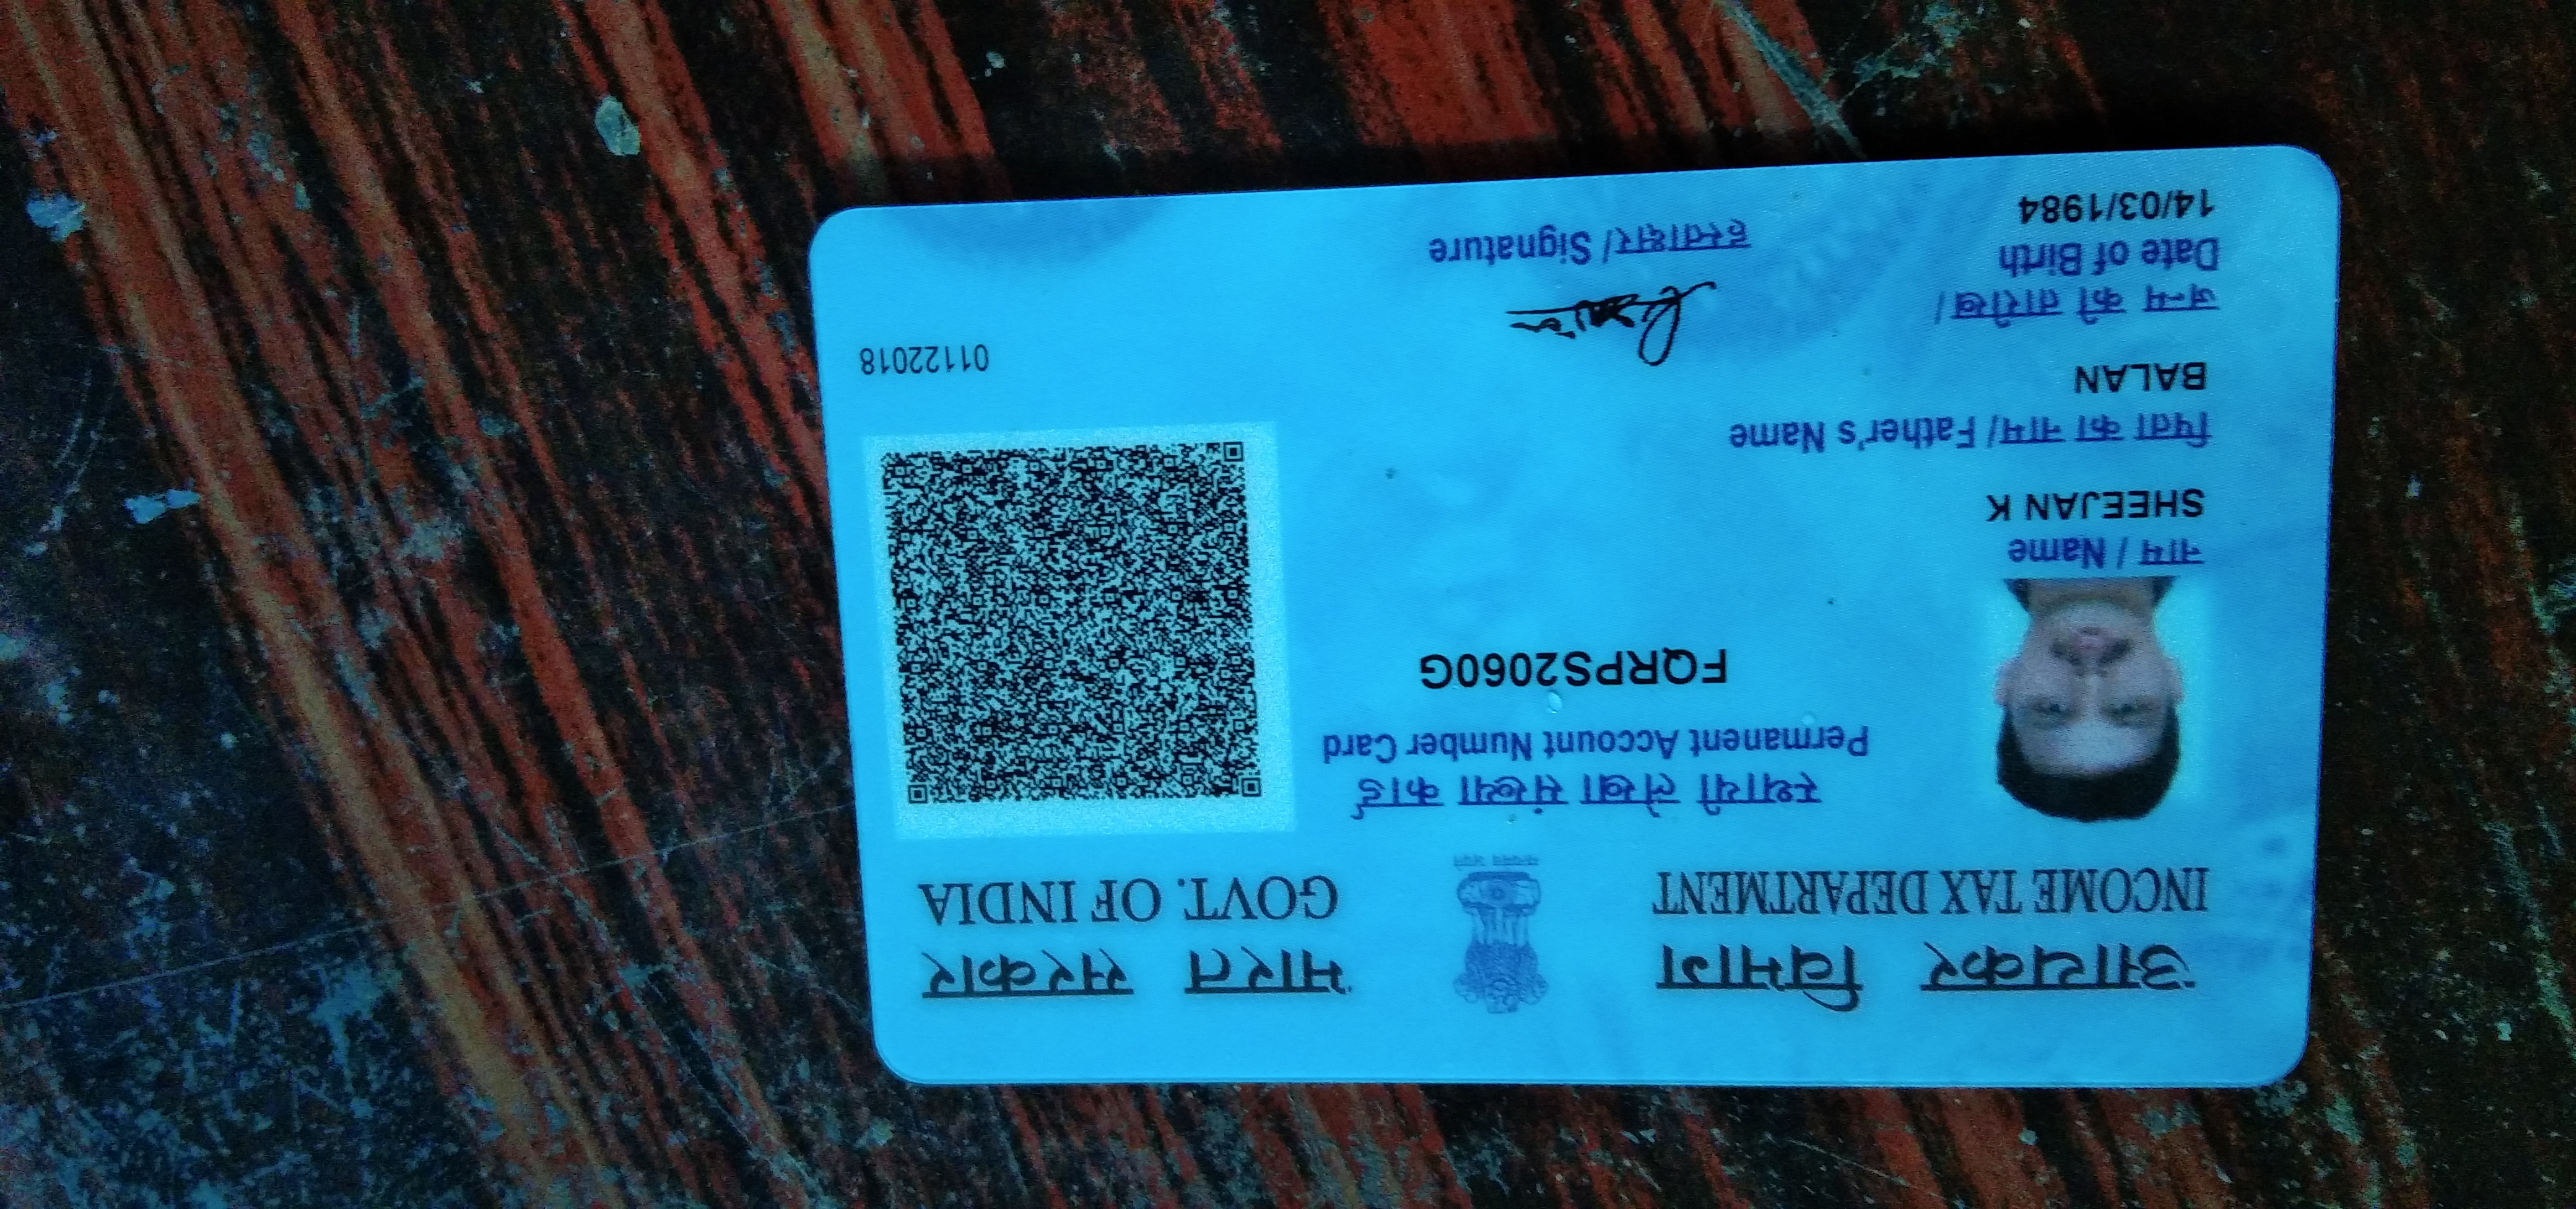 आयकर विभाग
INCOME TAX DEPARTMENT
भारत सरकार
GOVT. OF INDIA
सत्यमेव जयते
स्थायी लेखा संख्या कार्ड
Permanent Account Number Card
FQRPS2060G
नाम / Name
SHEEJAN K
पिता का नाम/ Father's Name
BALAN
जन्म की तारीख /
Date of Birth
14/03/1984
हस्ताक्षर/ Signature
01122018